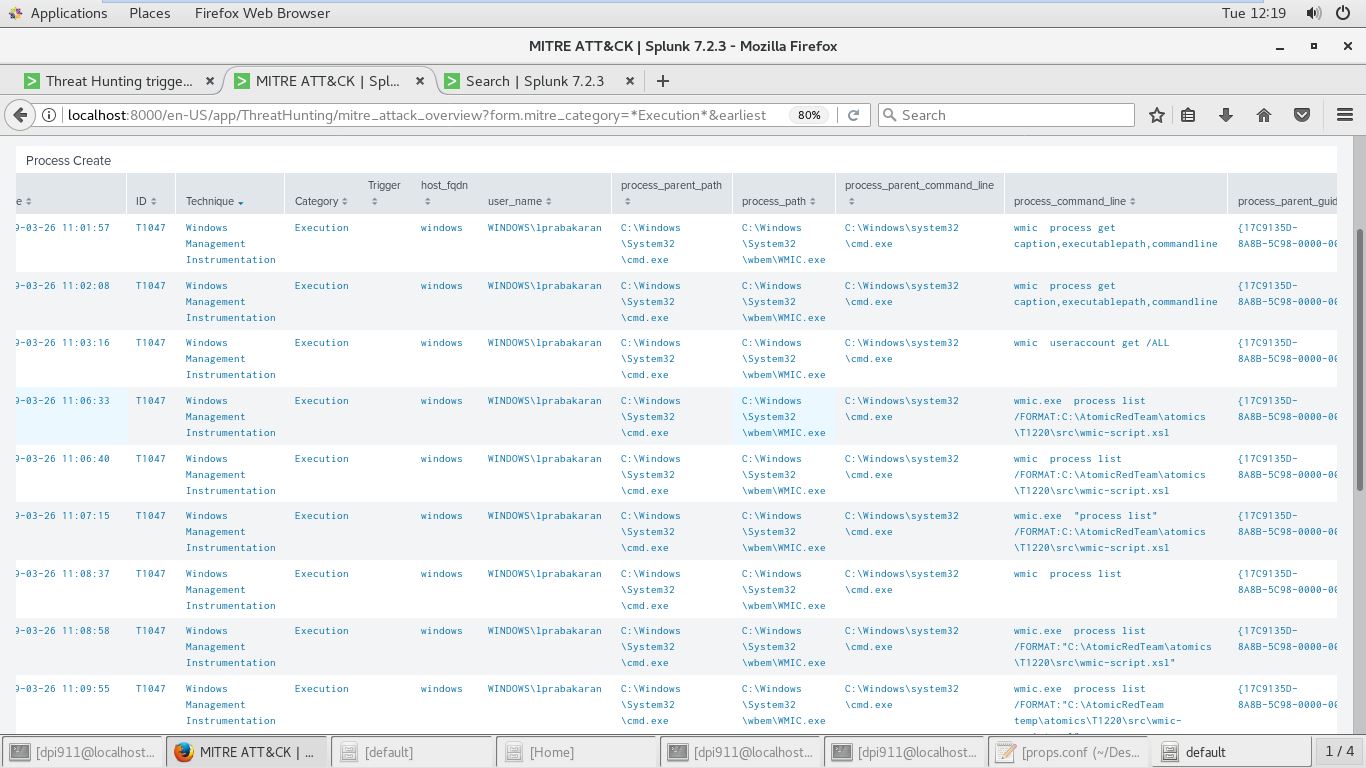 Applications Places Firefox Web Browser Tue 12:19
MITRE ATT&CK | Splunk 7.2.3 - Mozilla Firefox
Threat Hunting trigge... MITRE ATT&CK | Spl... Search | Splunk 7.2.3
localhost:8000/en-US/app/ThreatHunting/mitre_attack_overview?form.mitre_category=*Execution*&earliest 80% Search
Process Create
Trigger host_fqdn process_parent_path process_parent_command_line
e ID Technique Category user_name process_path process_command_line process_parent_guid
9-03-26 11:01:57 T1047 Windows Execution windows WINDOWS\lprabakaran C:\Windows C:\Windows C:\Windows\system32 wmic process get {17C9135D-
Management \System32 \System32 \cmd.exe caption,executablepath,commandline 8A8B-5C98-0000-00
Instrumentation \cmd.exe \wbem\WMIC.exe
9-03-26 11:02:08 T1047 Windows Execution windows WINDOWS\lprabakaran C:\Windows C:\Windows C:\Windows\system32 wmic process get {17C9135D-
Management \System32 \System32 \cmd.exe caption,executablepath,commandline 8A8B-5C98-0000-00
Instrumentation \cmd.exe \wbem\WMIC.exe
9-03-26 11:03:16 T1047 Windows Execution windows WINDOWS\lprabakaran C:\Windows C:\Windows C:\Windows\system32 wmic useraccount get /ALL {17C9135D-
Management \System32 \System32 \cmd.exe 8A8B-5C98-0000-00
Instrumentation \cmd.exe \wbem\WMIC.exe
9-03-26 11:06:33 T1047 Windows Execution windows WINDOWS\lprabakaran C:\Windows C:\Windows C:\Windows\system32 wmic.exe process list {17C9135D-
Management \System32 \System32 \cmd.exe /FORMAT:C:\AtomicRedTeam\atomics 8A8B-5C98-0000-00
Instrumentation \cmd.exe \wbem\WMIC.exe \T1220\src\wmic-script.xsl
9-03-26 11:06:40 T1047 Windows Execution windows WINDOWS\lprabakaran C:\Windows C:\Windows C:\Windows\system32 wmic process list {17C9135D-
Management \System32 \System32 \cmd.exe /FORMAT:C:\AtomicRedTeam\atomics 8A8B-5C98-0000-00
Instrumentation \cmd.exe \wbem\WMIC.exe \T1220\src\wmic-script.xsl
9-03-26 11:07:15 T1047 Windows Execution windows WINDOWS\lprabakaran C:\Windows C:\Windows C:\Windows\system32 wmic.exe "process list" {17C9135D-
Management \System32 \System32 \cmd.exe /FORMAT:C:\AtomicRedTeam\atomics 8A8B-5C98-0000-00
Instrumentation \cmd.exe \wbem\WMIC.exe \T1220\src\wmic-script.xsl
9-03-26 11:08:37 T1047 Windows Execution windows WINDOWS\lprabakaran C:\Windows C:\Windows C:\Windows\system32 wmic process list {17C9135D-
Management \System32 \System32 \cmd.exe 8A8B-5C98-0000-00
Instrumentation \cmd.exe \wbem\WMIC.exe
9-03-26 11:08:58 T1047 Windows Execution windows WINDOWS\lprabakaran C:\Windows C:\Windows C:\Windows\system32 wmic.exe process list {17C9135D-
Management \System32 \System32 \cmd.exe /FORMAT:"C:\AtomicRedTeam\atomics 8A8B-5C98-0000-00
Instrumentation \cmd.exe \wbem\WMIC.exe \T1220\src\wmic-script.xsl"
9-03-26 11:09:55 T1047 Windows Execution windows WINDOWS\lprabakaran C:\Windows C:\Windows C:\Windows\system32 wmic.exe process list {17C9135D-
Management \System32 \System32 \cmd.exe /FORMAT:"C:\AtomicRedTeam 8A8B-5C98-0000-00
Instrumentation \cmd.exe \wbem\WMIC.exe temp\atomics\T1220\src\wmic-
[dpi911@localhost... MITRE ATT&CK | ... [default] [Home] [dpi911@localhost... [dpi911@localhost... [props.conf (~/Des... default 1 / 4